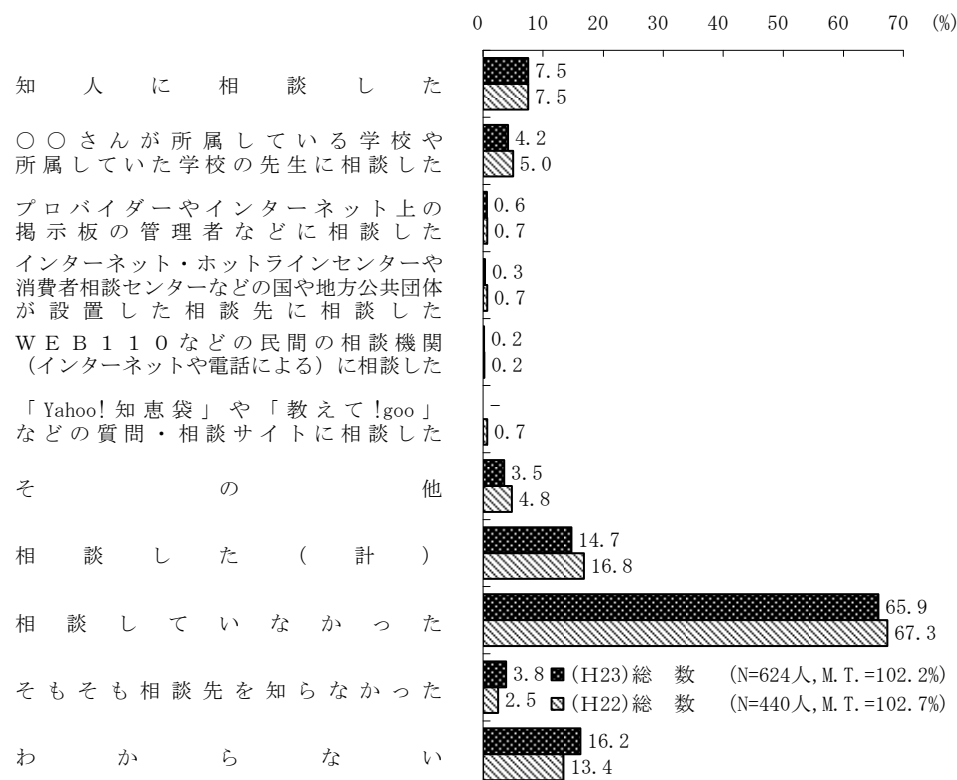 0 10 20 30 40 50 60 70 (%)
知人に相談した
7.5
7.5
〇〇さんが所属している学校や
所属していた学校の先生に相談した
4.2
5.0
プロバイダーやインターネット上の
掲示板の管理者などに相談した
0.6
0.7
インターネット・ホットラインセンターや
消費者相談センターなどの国や地方公共団体
が設置した相談先に相談した
0.3
0.7
ＷＥＢ１１０などの民間の相談機関
（インターネットや電話による）に相談した
0.2
0.2
「Yahoo!知恵袋」や「教えて!goo」
などの質問・相談サイトに相談した
－
0.7
その他
3.5
4.8
相談した（計）
14.7
16.8
相談していなかった
65.9
67.3
そもそも相談先を知らなかった
3.8
2.5
(H23)総　数　(N=624人,M.T.=102.2%)
(H22)総　数　(N=440人,M.T.=102.7%)
わからない
16.2
13.4